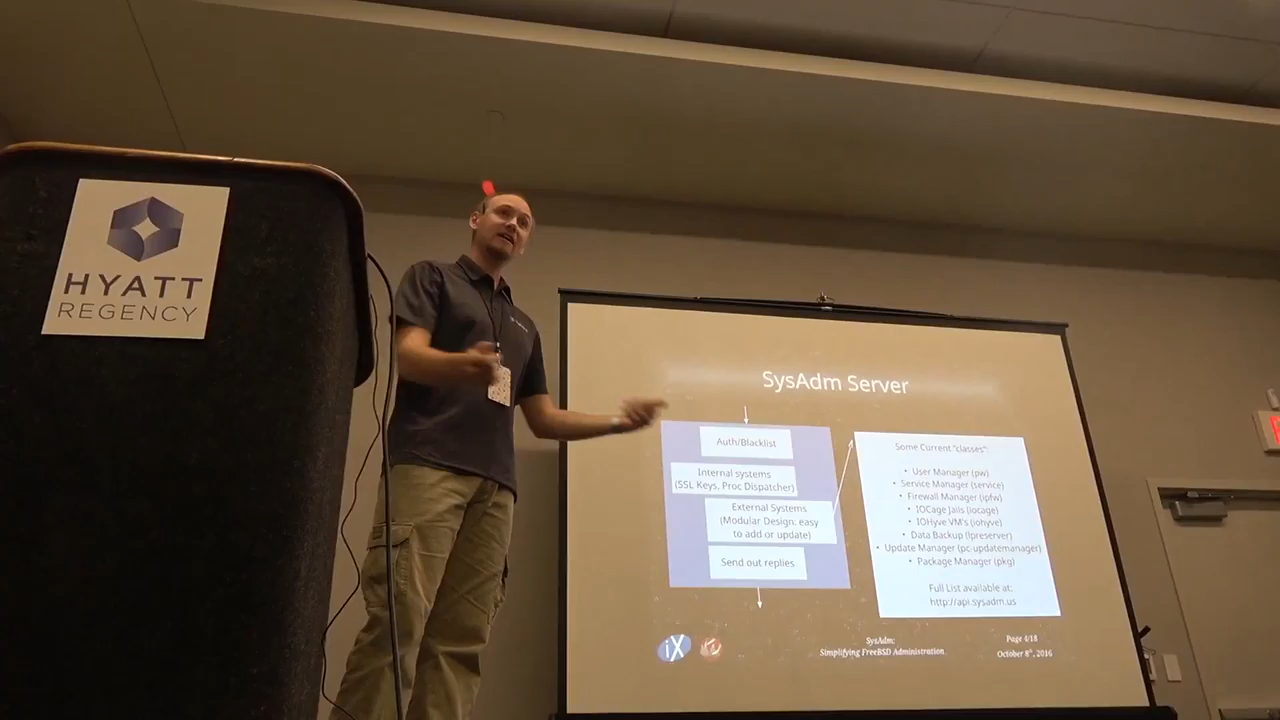 HYATT
REGENCY
SysAdm Server
Auth/Blacklist
Internal systems
(SSL Keys, Proc Dispatcher)
External Systems
(Modular Design: easy
to add or update)
Send out replies
Some Current "classes":
• User Manager (pw)
• Service Manager (service)
• Firewall Manager (ipfw)
• IOCage Jails (iocage)
• IOHyve VM's (iohyve)
• Data Backup (lpreserver)
• Update Manager (pc-updatemanager)
• Package Manager (pkg)
Full List available at:
http://api.sysadm.us
iX
SysAdm:
Simplifying FreeBSD Administration
Page 4/18
October 8th, 2016